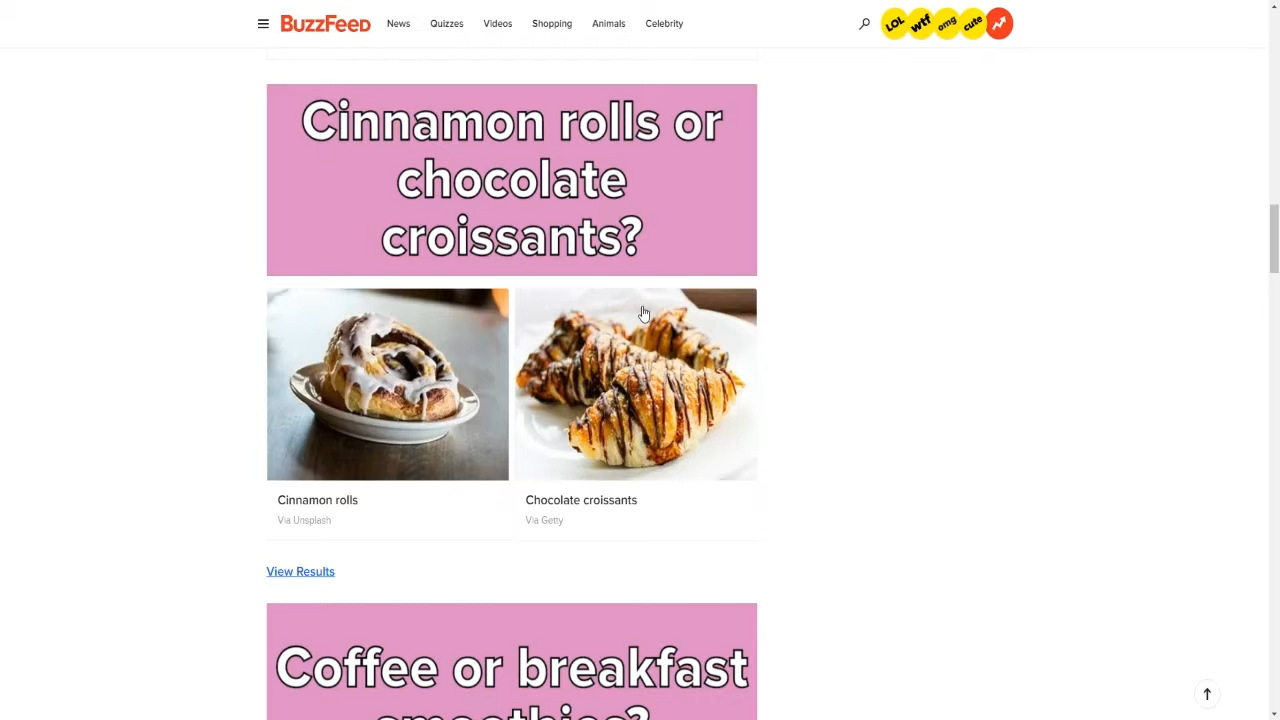 BuzzFeed News Quizzes Videos Shopping Animals Celebrity LOL wtf omg cute
Cinnamon rolls or
chocolate
croissants?
Cinnamon rolls Chocolate croissants
Via Unsplash Via Getty
View Results
Coffee or breakfast
smoothies?